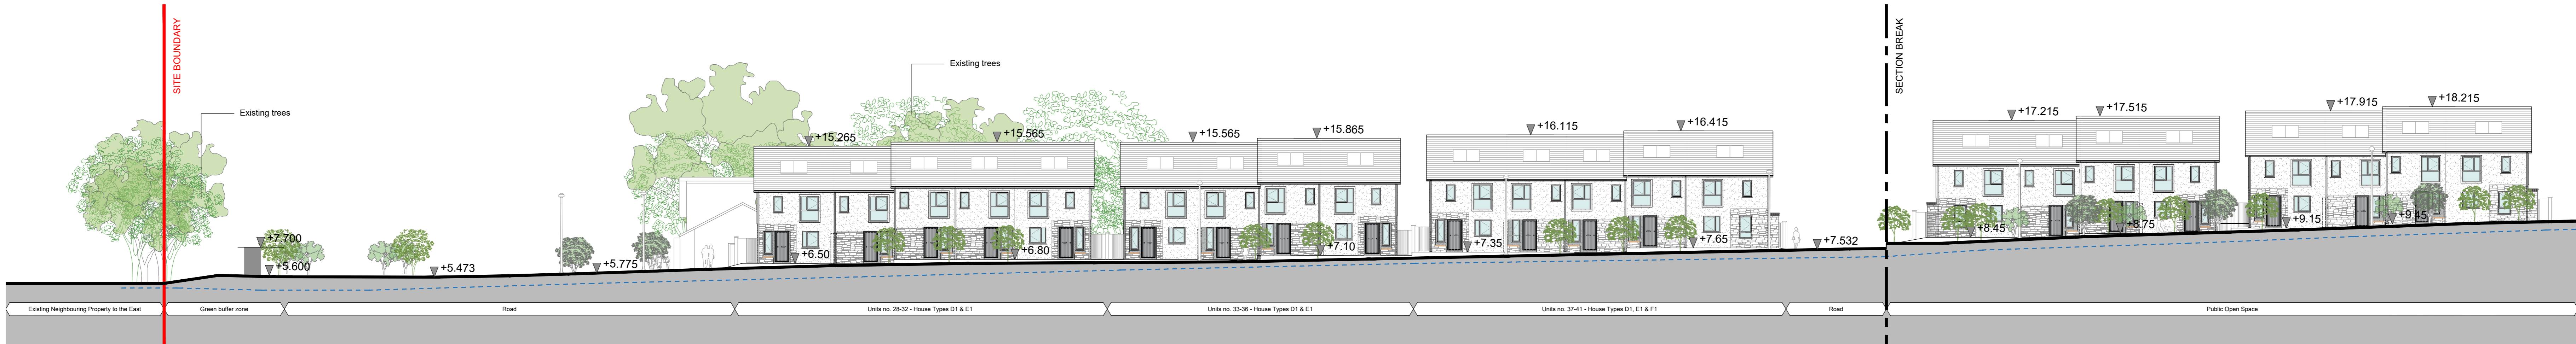 SITE BOUNDARY
SECTION BREAK
Existing trees
Existing trees
+15.265
+15.565
+15.565
+15.865
+16.115
+16.415
+17.215
+17.515
+17.915
+18.215
+7.700
+5.600
+5.473
+5.775
+6.50
+6.80
+7.10
+7.35
+7.65
+7.532
+8.45
+8.75
+9.15
+9.45
Existing Neighbouring Property to the East
Green buffer zone
Road
Units no. 28-32 - House Types D1 & E1
Units no. 33-36 - House Types D1 & E1
Units no. 37-41 - House Types D1, E1 & F1
Road
Public Open Space